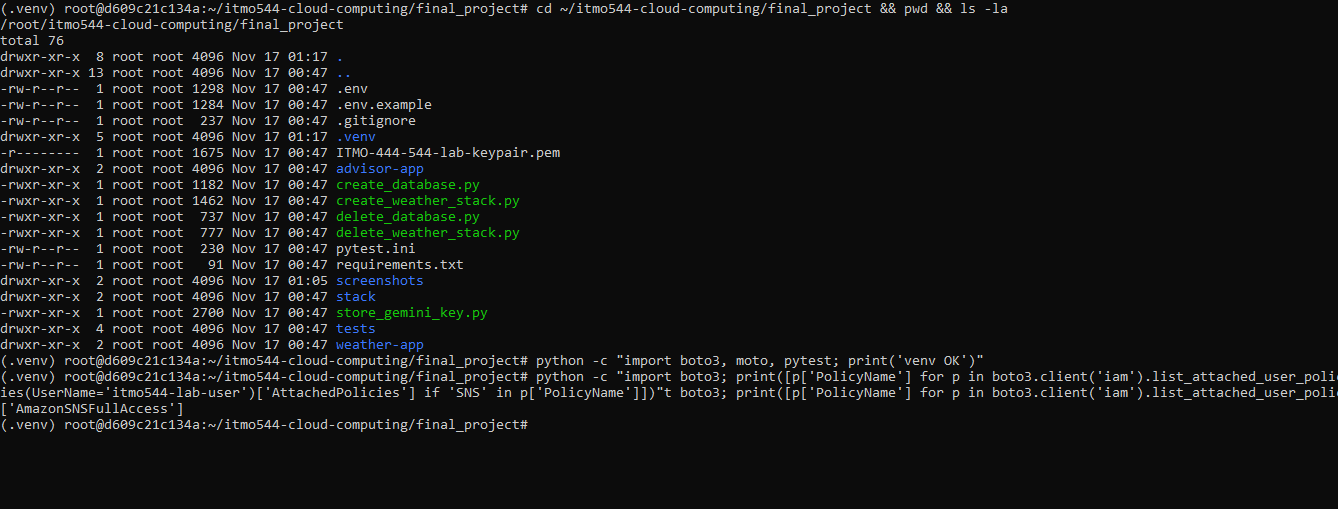 (.venv) root@d609c21c134a:~/itmo544-cloud-computing/final_project# cd ~/itmo544-cloud-computing/final_project && pwd && ls -la
/root/itmo544-cloud-computing/final_project
total 76
drwxr-xr-x  8 root root 4096 Nov 17 01:17 .
drwxr-xr-x 13 root root 4096 Nov 17 00:47 ..
-rw-r--r--  1 root root 1298 Nov 17 00:47 .env
-rw-r--r--  1 root root 1284 Nov 17 00:47 .env.example
-rw-r--r--  1 root root  237 Nov 17 00:47 .gitignore
drwxr-xr-x  5 root root 4096 Nov 17 01:17 .venv
-r--------  1 root root 1675 Nov 17 00:47 ITMO-444-544-lab-keypair.pem
drwxr-xr-x  2 root root 4096 Nov 17 00:47 advisor-app
-rwxr-xr-x  1 root root 1182 Nov 17 00:47 create_database.py
-rwxr-xr-x  1 root root 1462 Nov 17 00:47 create_weather_stack.py
-rwxr-xr-x  1 root root  737 Nov 17 00:47 delete_database.py
-rwxr-xr-x  1 root root  777 Nov 17 00:47 delete_weather_stack.py
-rw-r--r--  1 root root  230 Nov 17 00:47 pytest.ini
-rw-r--r--  1 root root   91 Nov 17 00:47 requirements.txt
drwxr-xr-x  2 root root 4096 Nov 17 01:05 screenshots
drwxr-xr-x  2 root root 4096 Nov 17 00:47 stack
-rwxr-xr-x  1 root root 2700 Nov 17 00:47 store_gemini_key.py
drwxr-xr-x  4 root root 4096 Nov 17 00:47 tests
drwxr-xr-x  2 root root 4096 Nov 17 00:47 weather-app
(.venv) root@d609c21c134a:~/itmo544-cloud-computing/final_project# python -c "import boto3, moto, pytest; print('venv OK')"
(.venv) root@d609c21c134a:~/itmo544-cloud-computing/final_project# python -c "import boto3; print([p['PolicyName'] for p in boto3.client('iam').list_attached_user_polic
ies(UserName='itmo544-lab-user')['AttachedPolicies'] if 'SNS' in p['PolicyName']])"t boto3; print([p['PolicyName'] for p in boto3.client('iam').list_attached_user_polic
['AmazonSNSFullAccess']
(.venv) root@d609c21c134a:~/itmo544-cloud-computing/final_project#